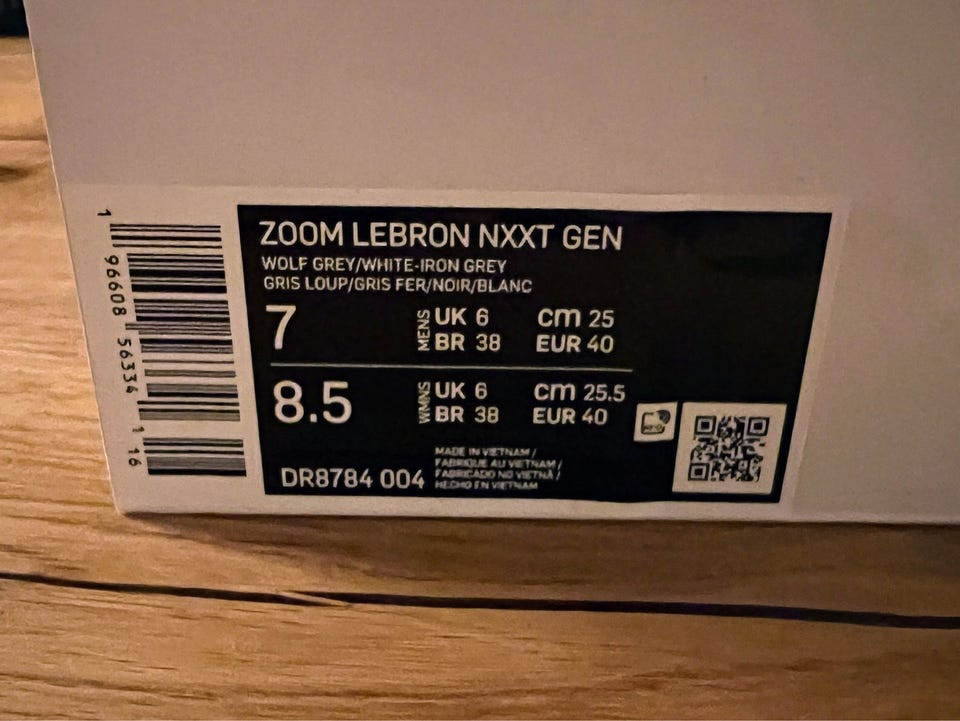 1 96608 56334 1 16
ZOOM LEBRON NXXT GEN
WOLF GREY/WHITE-IRON GREY
GRIS LOUP/GRIS FER/NOIR/BLANC
7 MENS UK 6 cm 25
BR 38 EUR 40
8.5 WMNS UK 6 cm 25.5
BR 38 EUR 40
MADE IN VIETNAM /
FABRIQUE AU VIETNAM /
FABRICADO NO VIETNÃ /
HECHO EN VIETNAM
DR8784 004